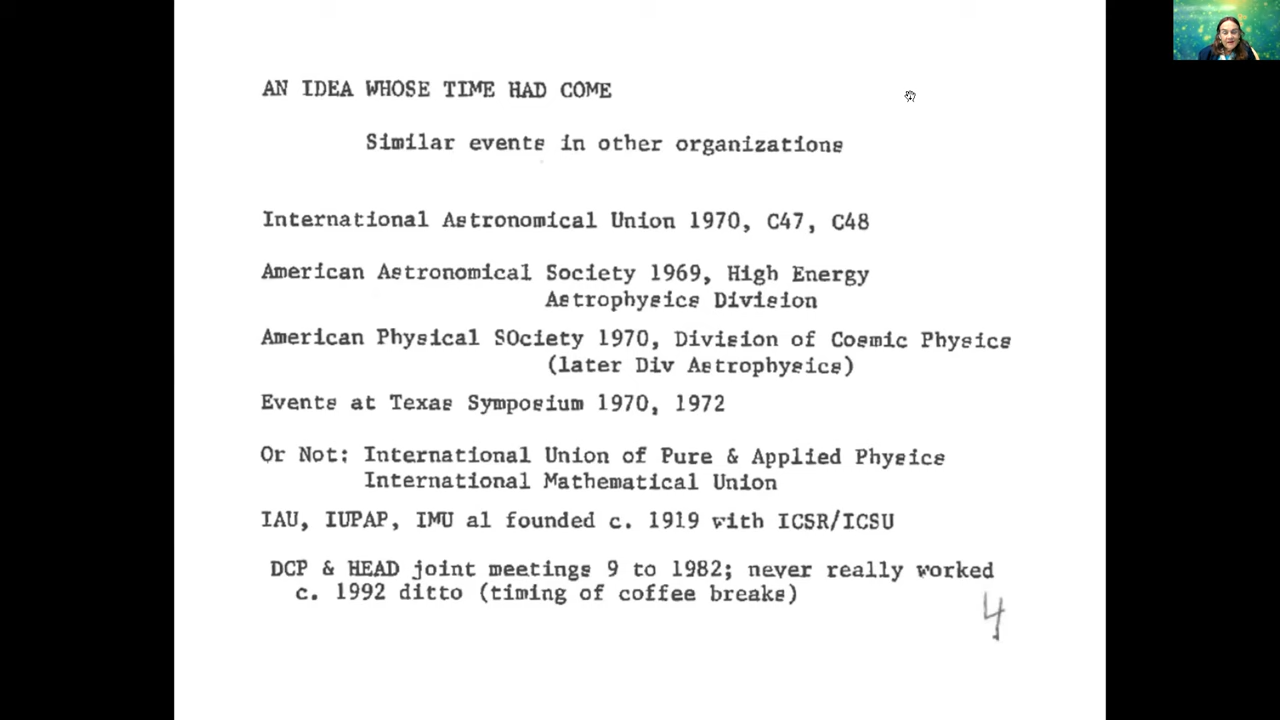 AN IDEA WHOSE TIME HAD COME
Similar events in other organizations
International Astronomical Union 1970, C47, C48
American Astronomical Society 1969, High Energy
Astrophysics Division
American Physical SOciety 1970, Division of Cosmic Physics
(later Div Astrophysics)
Events at Texas Symposium 1970, 1972
Or Not: International Union of Pure & Applied Physics
International Mathematical Union
IAU, IUPAP, IMU al founded c. 1919 with ICSR/ICSU
DCP & HEAD joint meetings 9 to 1982; never really worked
c. 1992 ditto (timing of coffee breaks)
4